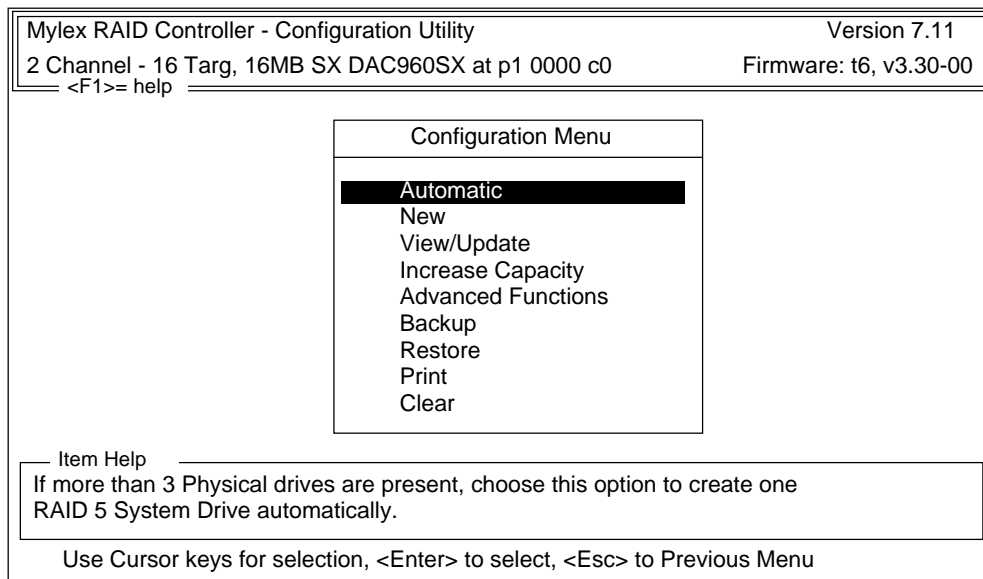 Mylex RAID Controller - Configuration Utility Version 7.11
2 Channel - 16 Targ, 16MB SX DAC960SX at p1 0000 c0 Firmware: t6, v3.30-00
<F1>= help
Configuration Menu
Automatic
New
View/Update
Increase Capacity
Advanced Functions
Backup
Restore
Print
Clear
Item Help
If more than 3 Physical drives are present, choose this option to create one
RAID 5 System Drive automatically.
Use Cursor keys for selection, <Enter> to select, <Esc> to Previous Menu